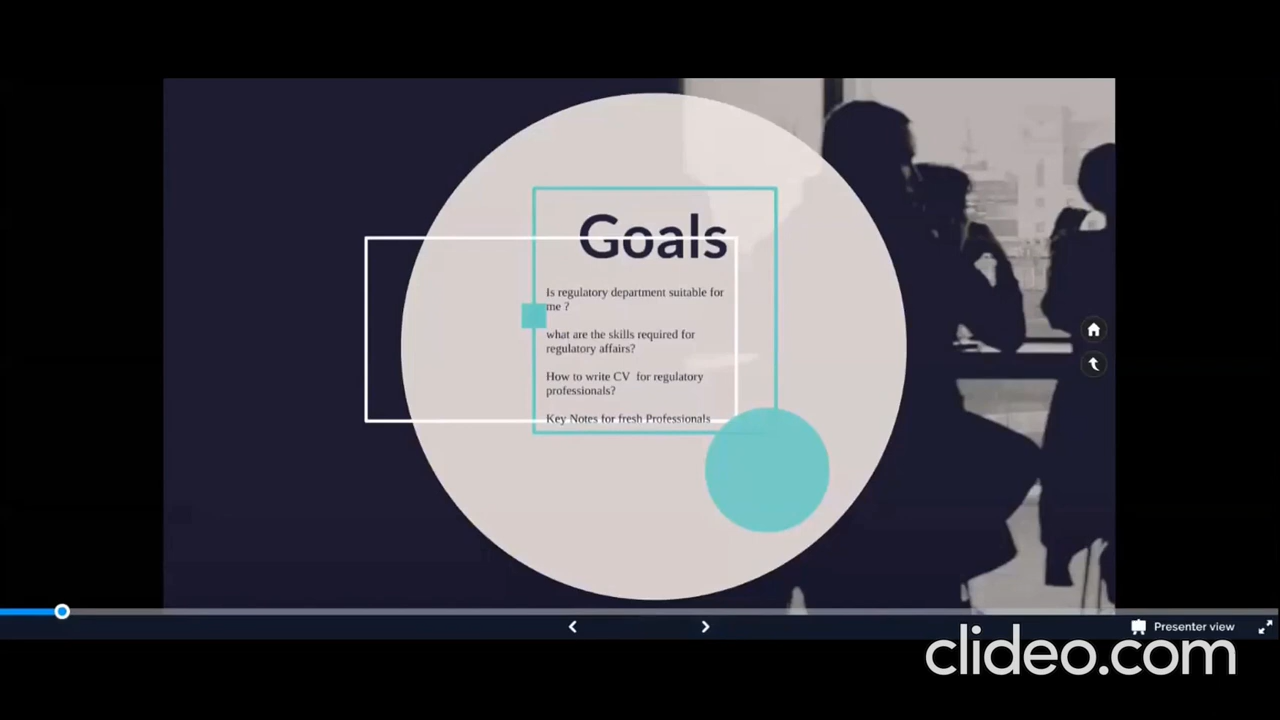 Goals
Is regulatory department suitable for
me ?
what are the skills required for
regulatory affairs?
How to write CV for regulatory
professionals?
Key Notes for fresh Professionals
Presenter view
clideo.com